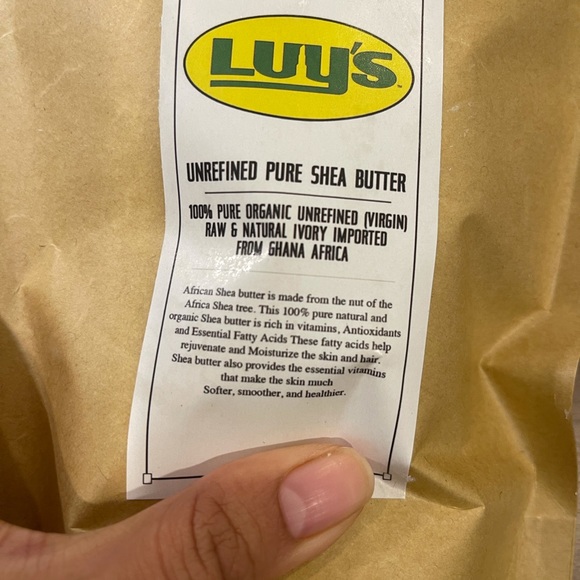 LUY'S
UNREFINED PURE SHEA BUTTER
100% PURE ORGANIC UNREFINED (VIRGIN)
RAW & NATURAL IVORY IMPORTED
FROM GHANA AFRICA
African Shea butter is made from the nut of the
Africa Shea tree. This 100% pure natural and
organic Shea butter is rich in vitamins, Antioxidants
and Essential Fatty Acids These fatty acids help
rejuvenate and Moisturize the skin and hair.
Shea butter also provides the essential vitamins
that make the skin much
Softer, smoother, and healthier.